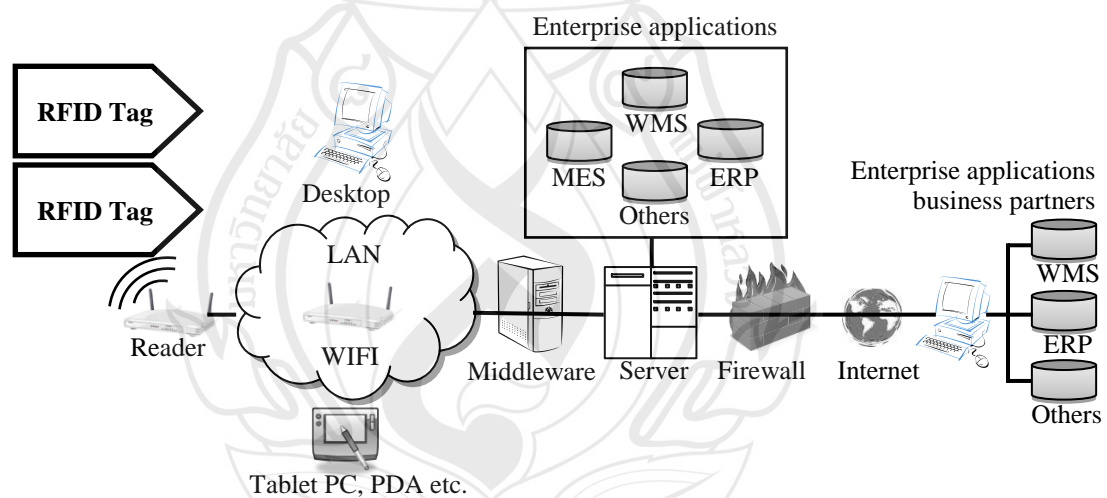 Enterprise applications
RFID Tag
WMS
MES
ERP
Desktop
Others
Enterprise applications
business partners
RFID Tag
LAN
WMS
Reader
WIFI
Middleware
Server
Firewall
Internet
ERP
Others
Tablet PC, PDA etc.